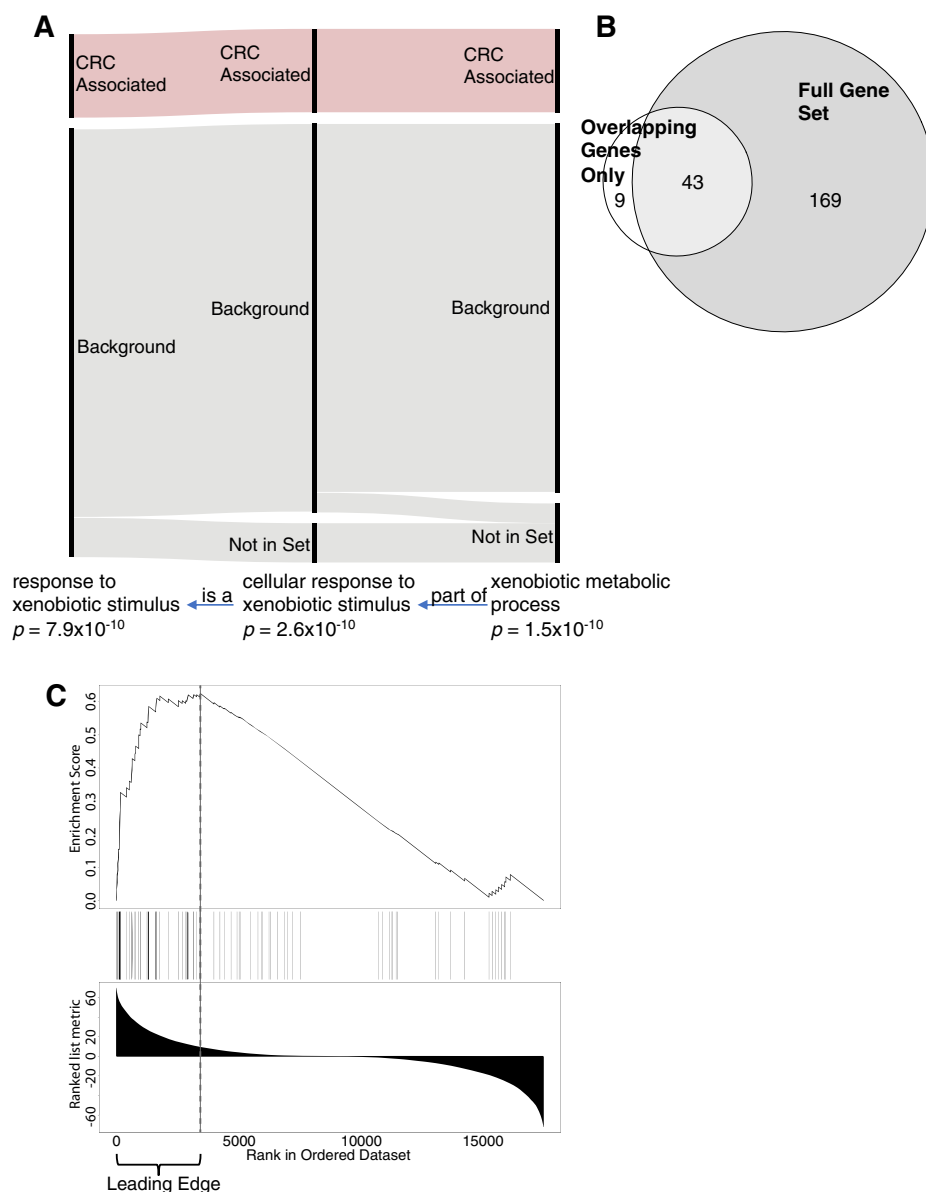 A
CRC
Associated
CRC
Associated
CRC
Associated
Background
Background
Background
Not in Set
Not in Set
response to
xenobiotic stimulus
p = 7.9x10-10
is a
cellular response to
xenobiotic stimulus
p = 2.6x10-10
part of
xenobiotic metabolic
process
p = 1.5x10-10
B
Overlapping
Genes
Only
9
43
Full Gene
Set
169
C
Enrichment Score
0.6
0.5
0.4
0.3
0.2
0.1
0.0
Ranked list metric
60
20
0
-20
-60
0
5000
10000
15000
Rank in Ordered Dataset
Leading Edge